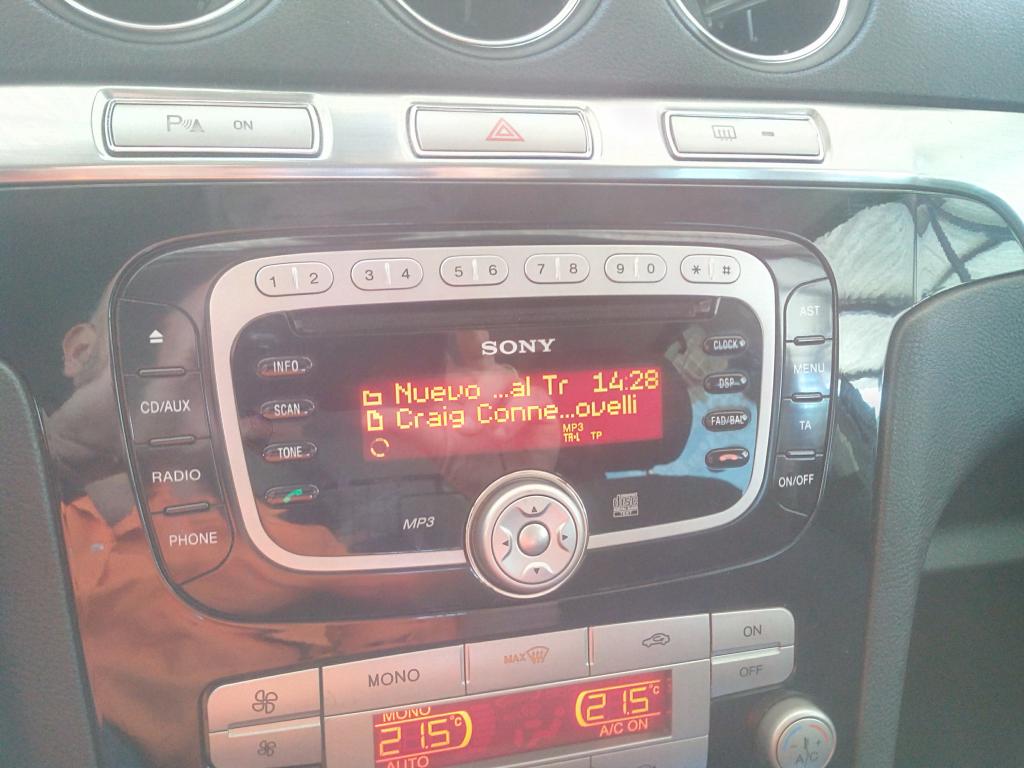 P ON
1 2 3 4 5 6 7 8 9 0 * #
SONY
AST
INFO
CLOCK
MENU
CD/AUX
SCAN
DSP
Nuevo ...al Tr 14:28
Craig Conne...ovelli
MP3
TR-L TP
FAD/BAL
TA
TONE
RADIO
ON/OFF
MP3
PHONE
MONO
MAX
ON
OFF
MONO
21.5°C
21.5°C
AUTO
A/C ON
A/C